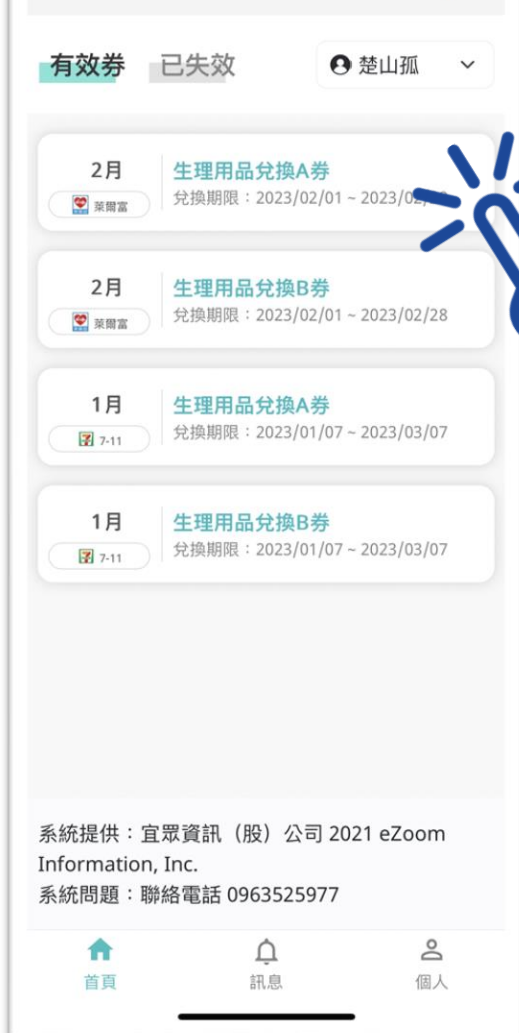 有效券 已失效 楚山孤
2月 生理用品兌換A券
萊爾富 兌換期限：2023/02/01 ~ 2023/02/
2月 生理用品兌換B券
萊爾富 兌換期限：2023/02/01 ~ 2023/02/28
1月 生理用品兌換A券
7-11 兌換期限：2023/01/07 ~ 2023/03/07
1月 生理用品兌換B券
7-11 兌換期限：2023/01/07 ~ 2023/03/07
系統提供：宜眾資訊（股）公司 2021 eZoom
Information, Inc.
系統問題：聯絡電話 0963525977
首頁 訊息 個人